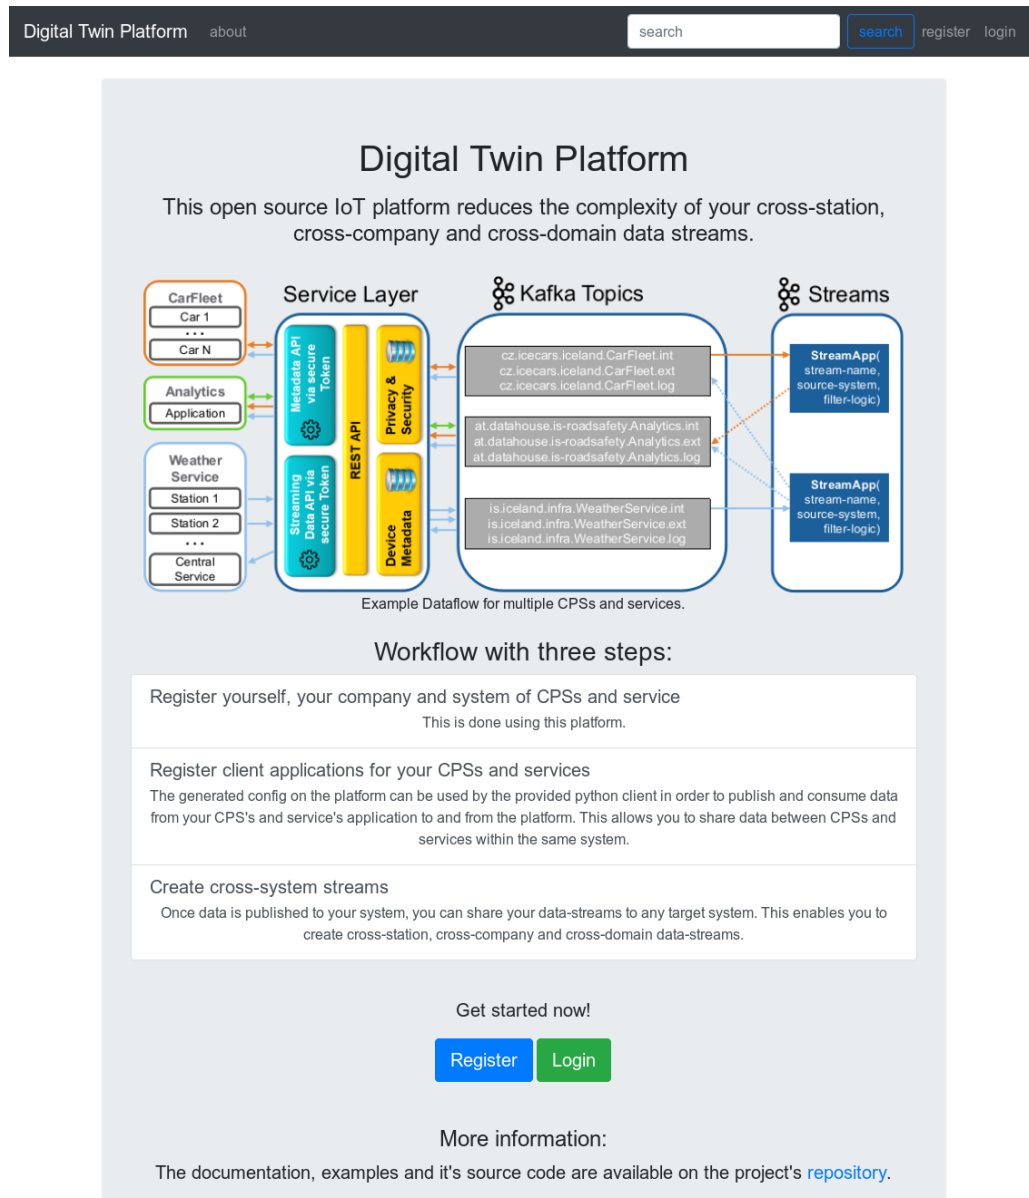 Digital Twin Platform about search search register login
Digital Twin Platform
This open source IoT platform reduces the complexity of your cross-station,
cross-company and cross-domain data streams.
CarFleet
Car 1
...
Car N
Analytics
Application
Weather
Service
Station 1
Station 2
...
Central
Service
Service Layer
Metadata API
via secure
Token
Streaming
Data API via
secure Token
REST API
Privacy &
Security
Device
Metadata
Kafka Topics
cz.icecars.iceland.CarFleet.int
cz.icecars.iceland.CarFleet.ext
cz.icecars.iceland.CarFleet.log
at.datahouse.is-roadsafety.Analytics.int
at.datahouse.is-roadsafety.Analytics.ext
at.datahouse.is-roadsafety.Analytics.log
is.iceland.infra.WeatherService.int
is.iceland.infra.WeatherService.ext
is.iceland.infra.WeatherService.log
Streams
StreamApp(
stream-name,
source-system,
filter-logic)
StreamApp(
stream-name,
source-system,
filter-logic)
Example Dataflow for multiple CPSs and services.
Workflow with three steps:
Register yourself, your company and system of CPSs and service
This is done using this platform.
Register client applications for your CPSs and services
The generated config on the platform can be used by the provided python client in order to publish and consume data
from your CPS's and service's application to and from the platform. This allows you to share data between CPSs and
services within the same system.
Create cross-system streams
Once data is published to your system, you can share your data-streams to any target system. This enables you to
create cross-station, cross-company and cross-domain data-streams.
Get started now!
Register Login
More information:
The documentation, examples and it's source code are available on the project's repository.